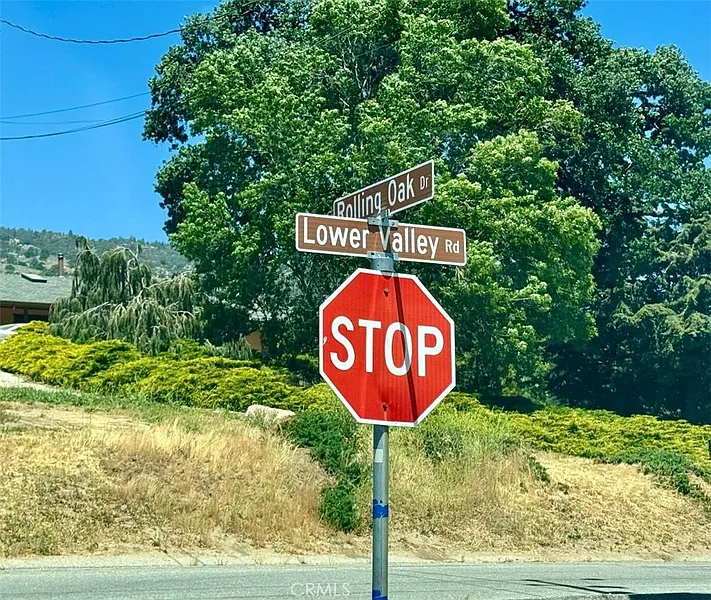 Rolling Oak Dr
Lower Valley Rd
STOP
CRMLS